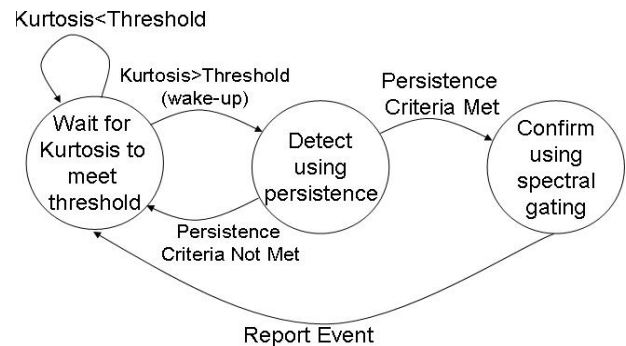 Kurtosis<Threshold
Kurtosis>Threshold
(wake-up)
Persistence
Criteria Met
Wait for
Kurtosis to
meet
threshold
Detect
using
persistence
Confirm
using
spectral
gating
Persistence
Criteria Not Met
Report Event